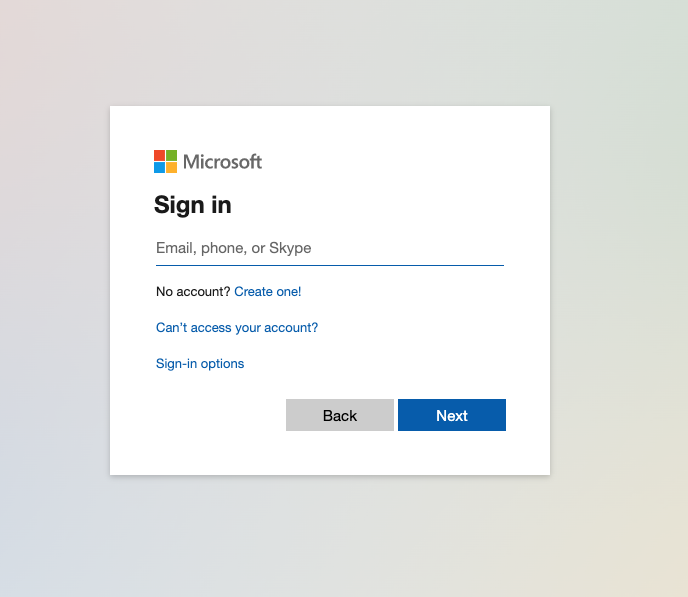 Microsoft
Sign in
Email, phone, or Skype
No account? Create one!
Can’t access your account?
Sign-in options
Back Next